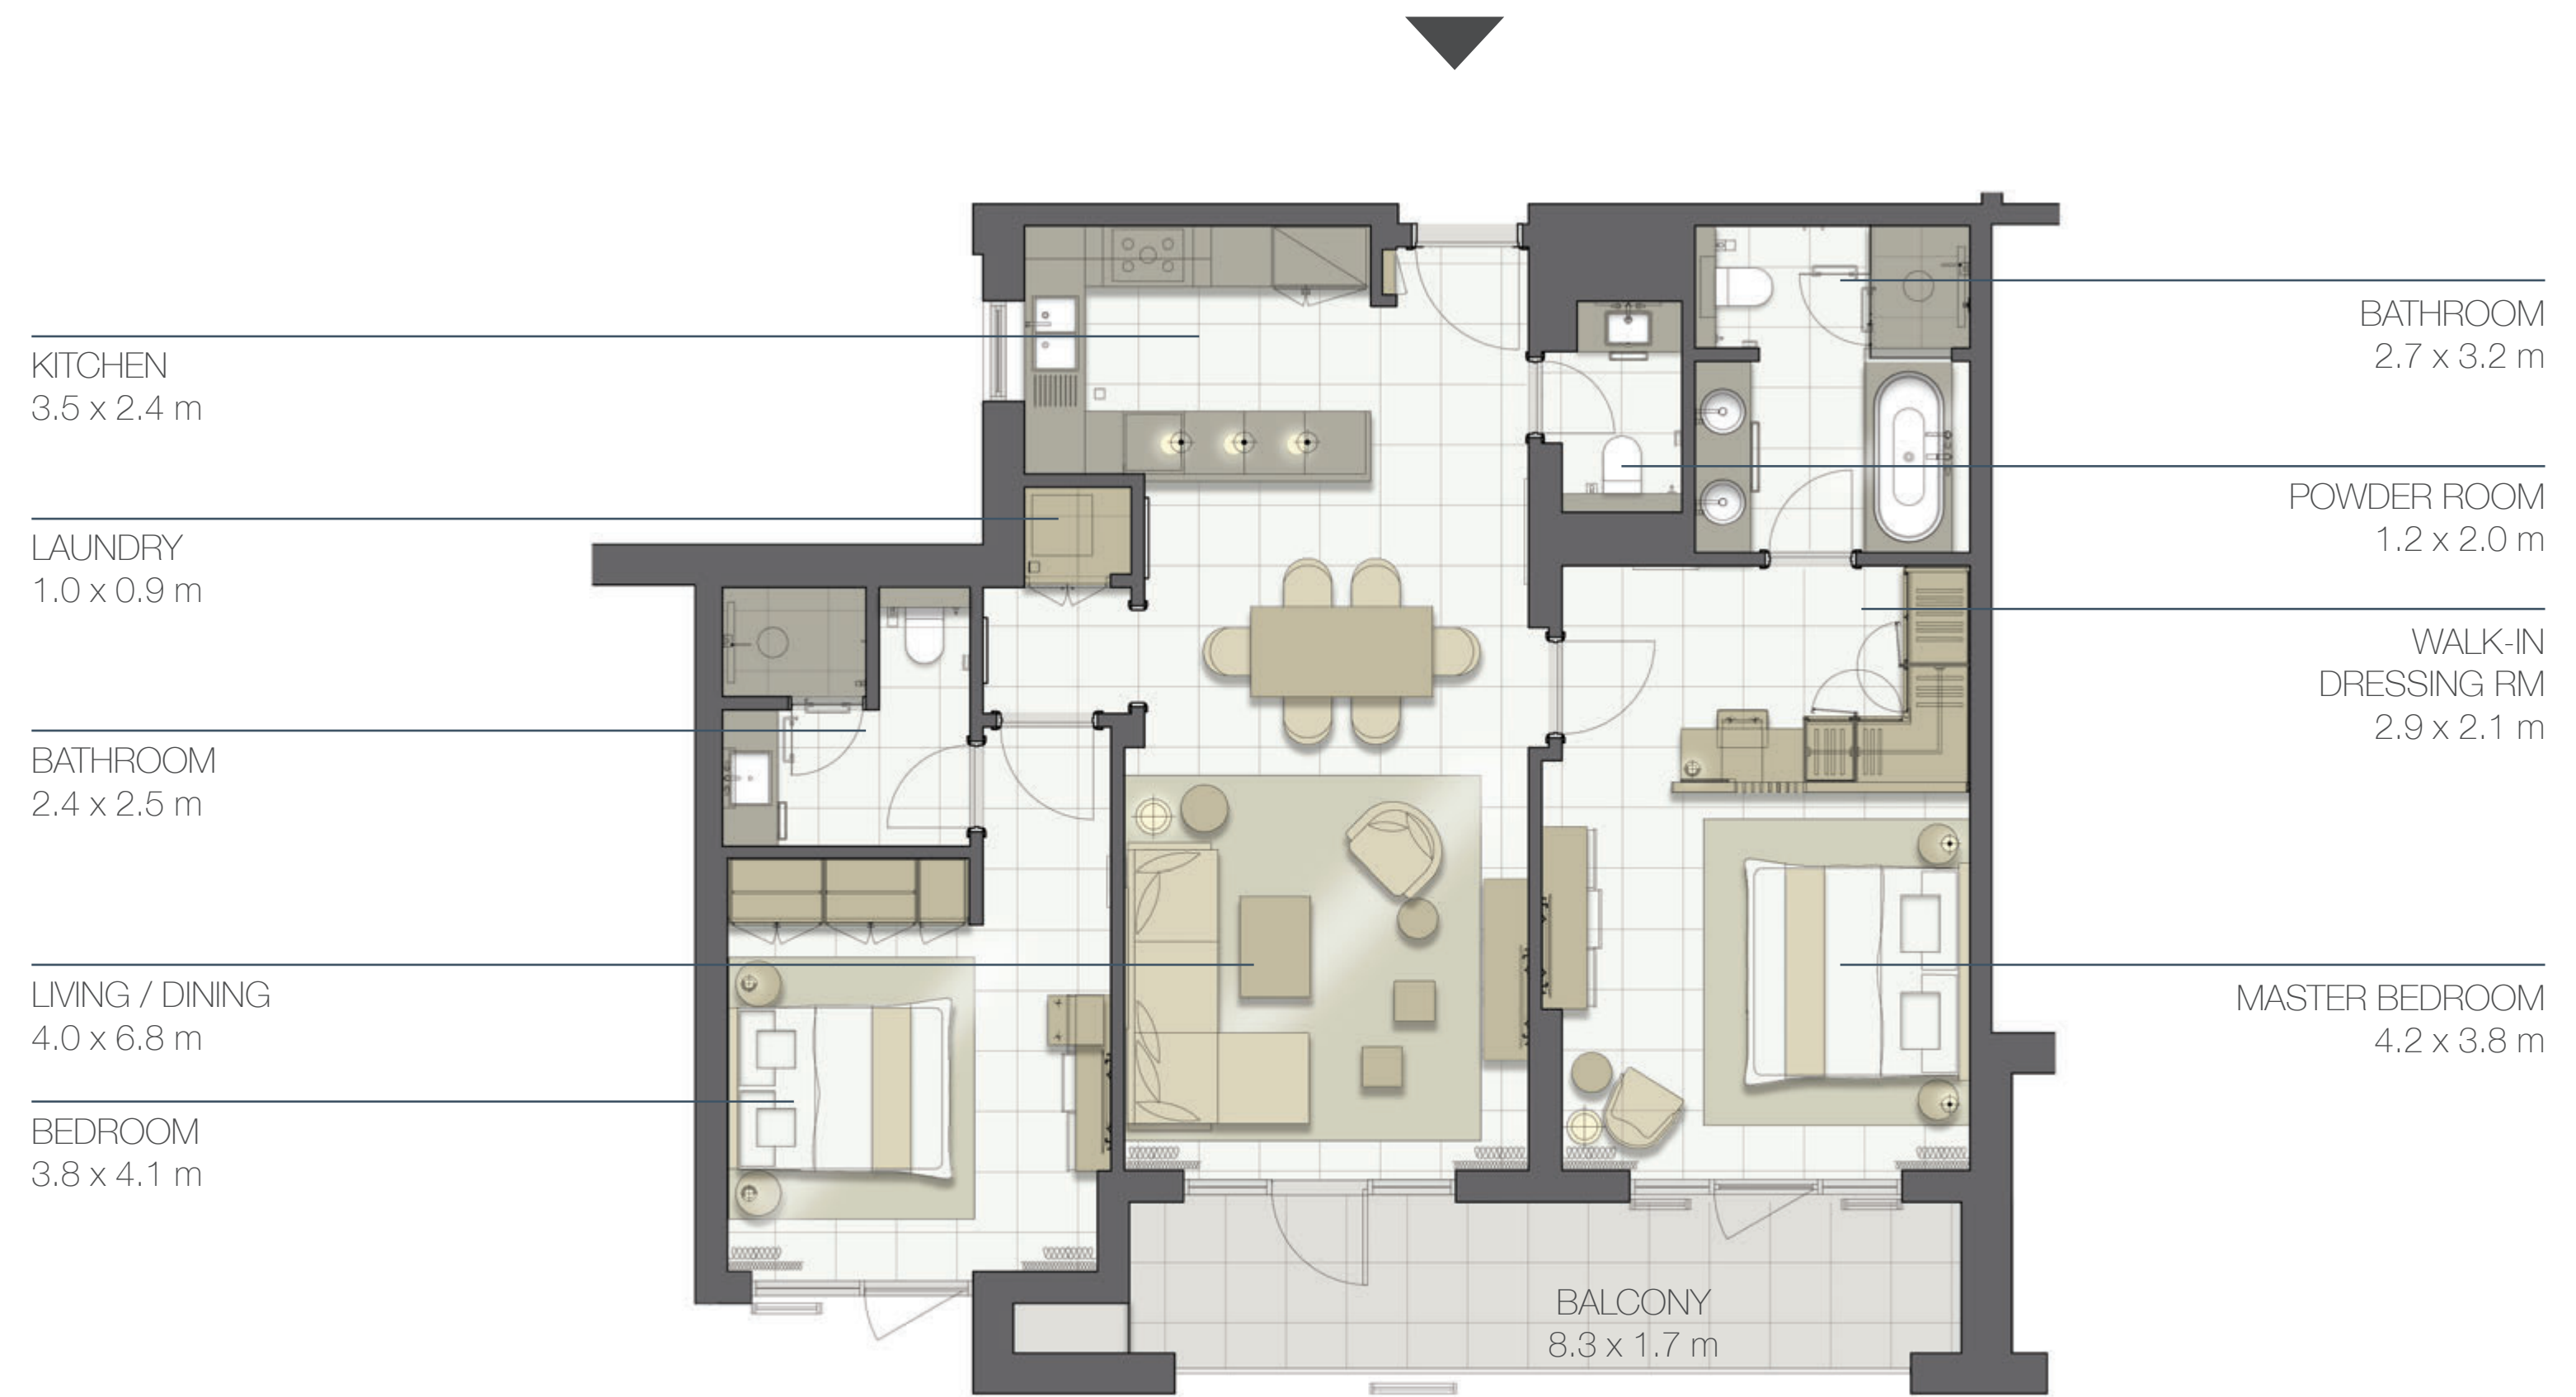 KITCHEN
3.5 x 2.4 m
LAUNDRY
1.0 x 0.9 m
BATHROOM
2.4 x 2.5 m
LIVING / DINING
4.0 x 6.8 m
BEDROOM
3.8 x 4.1 m
BATHROOM
2.7 x 3.2 m
POWDER ROOM
1.2 x 2.0 m
WALK-IN
DRESSING RM
2.9 x 2.1 m
MASTER BEDROOM
4.2 x 3.8 m
BALCONY
8.3 x 1.7 m